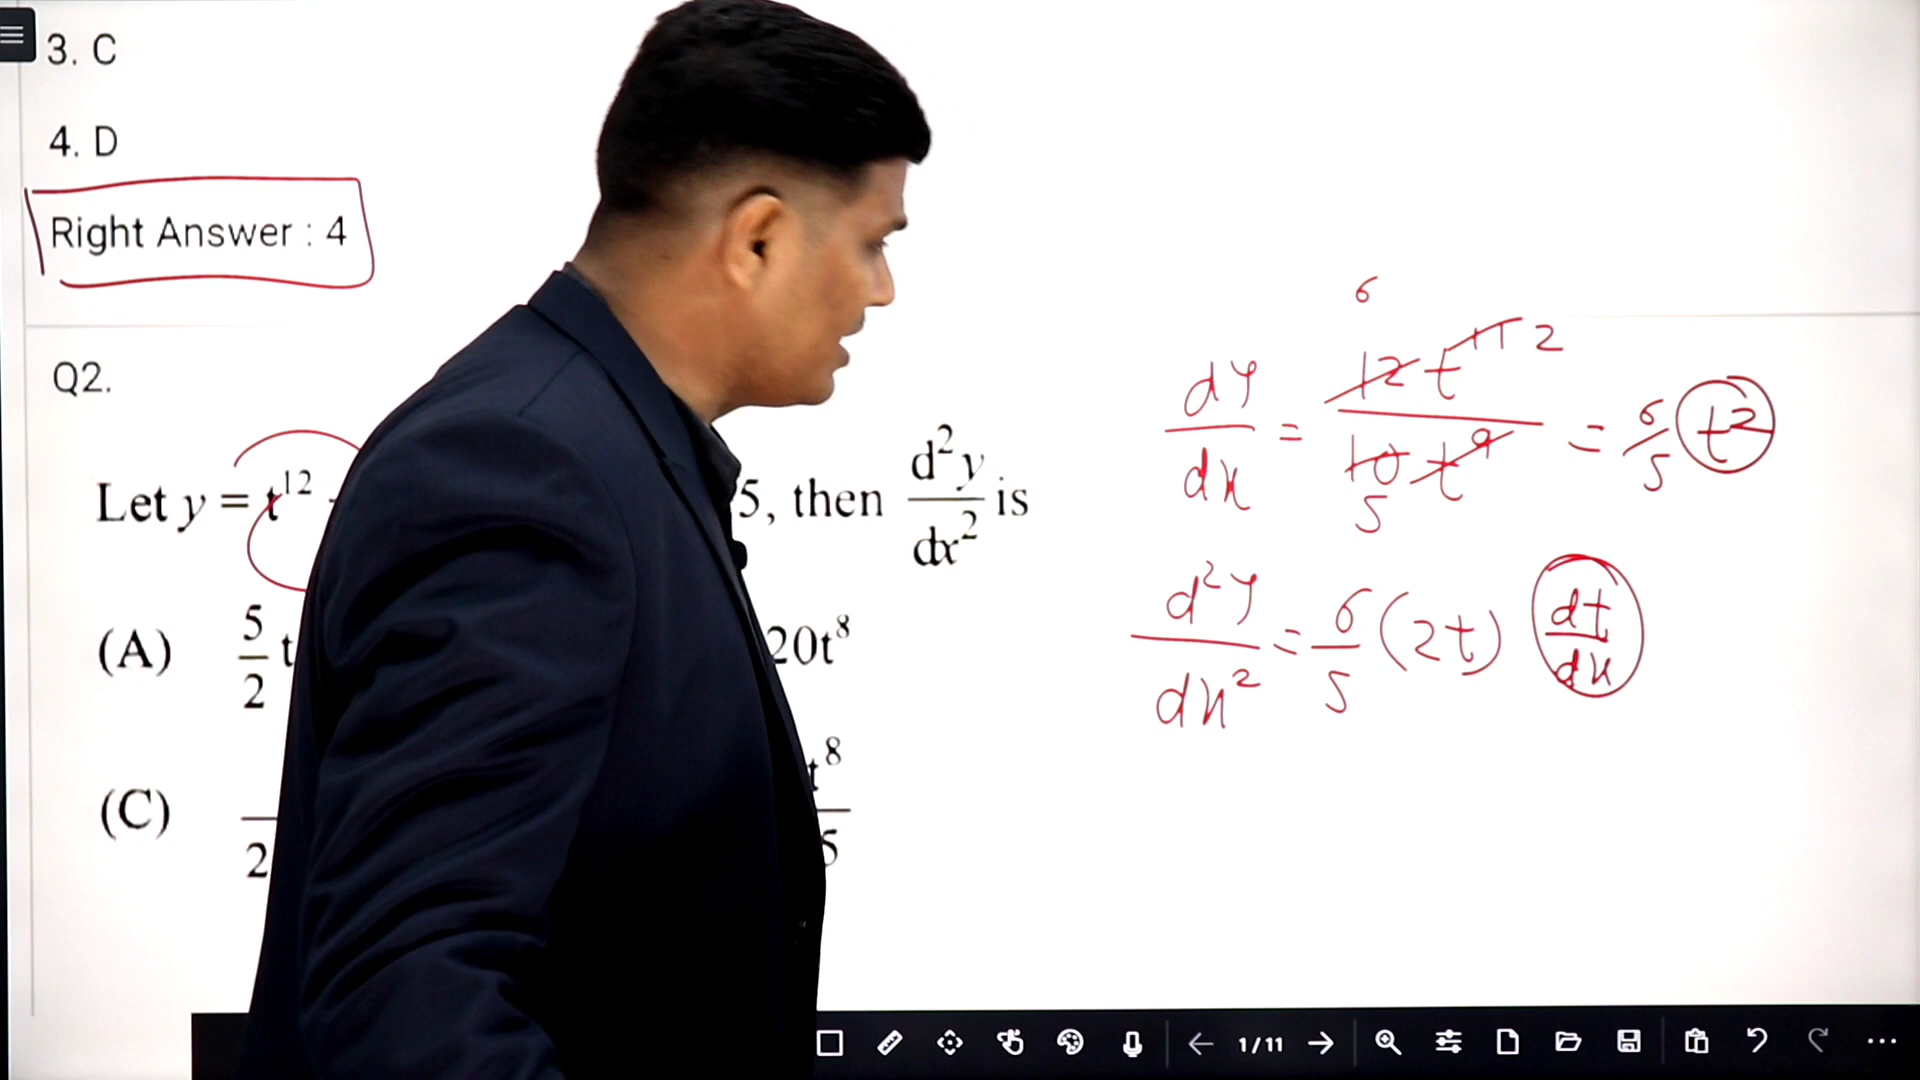 3. C
4. D
Right Answer : 4
Q2.
Let y = t¹² 5, then d²y/dx² is
(A) 5/2 t 20t⁸
(C) 2 t⁸ 5
dy/dx = 12t¹¹ ² / 10t⁹ = 6/5 t²
6
5
d²y/dx² = 6/5 (2t) dt/dx
1/11